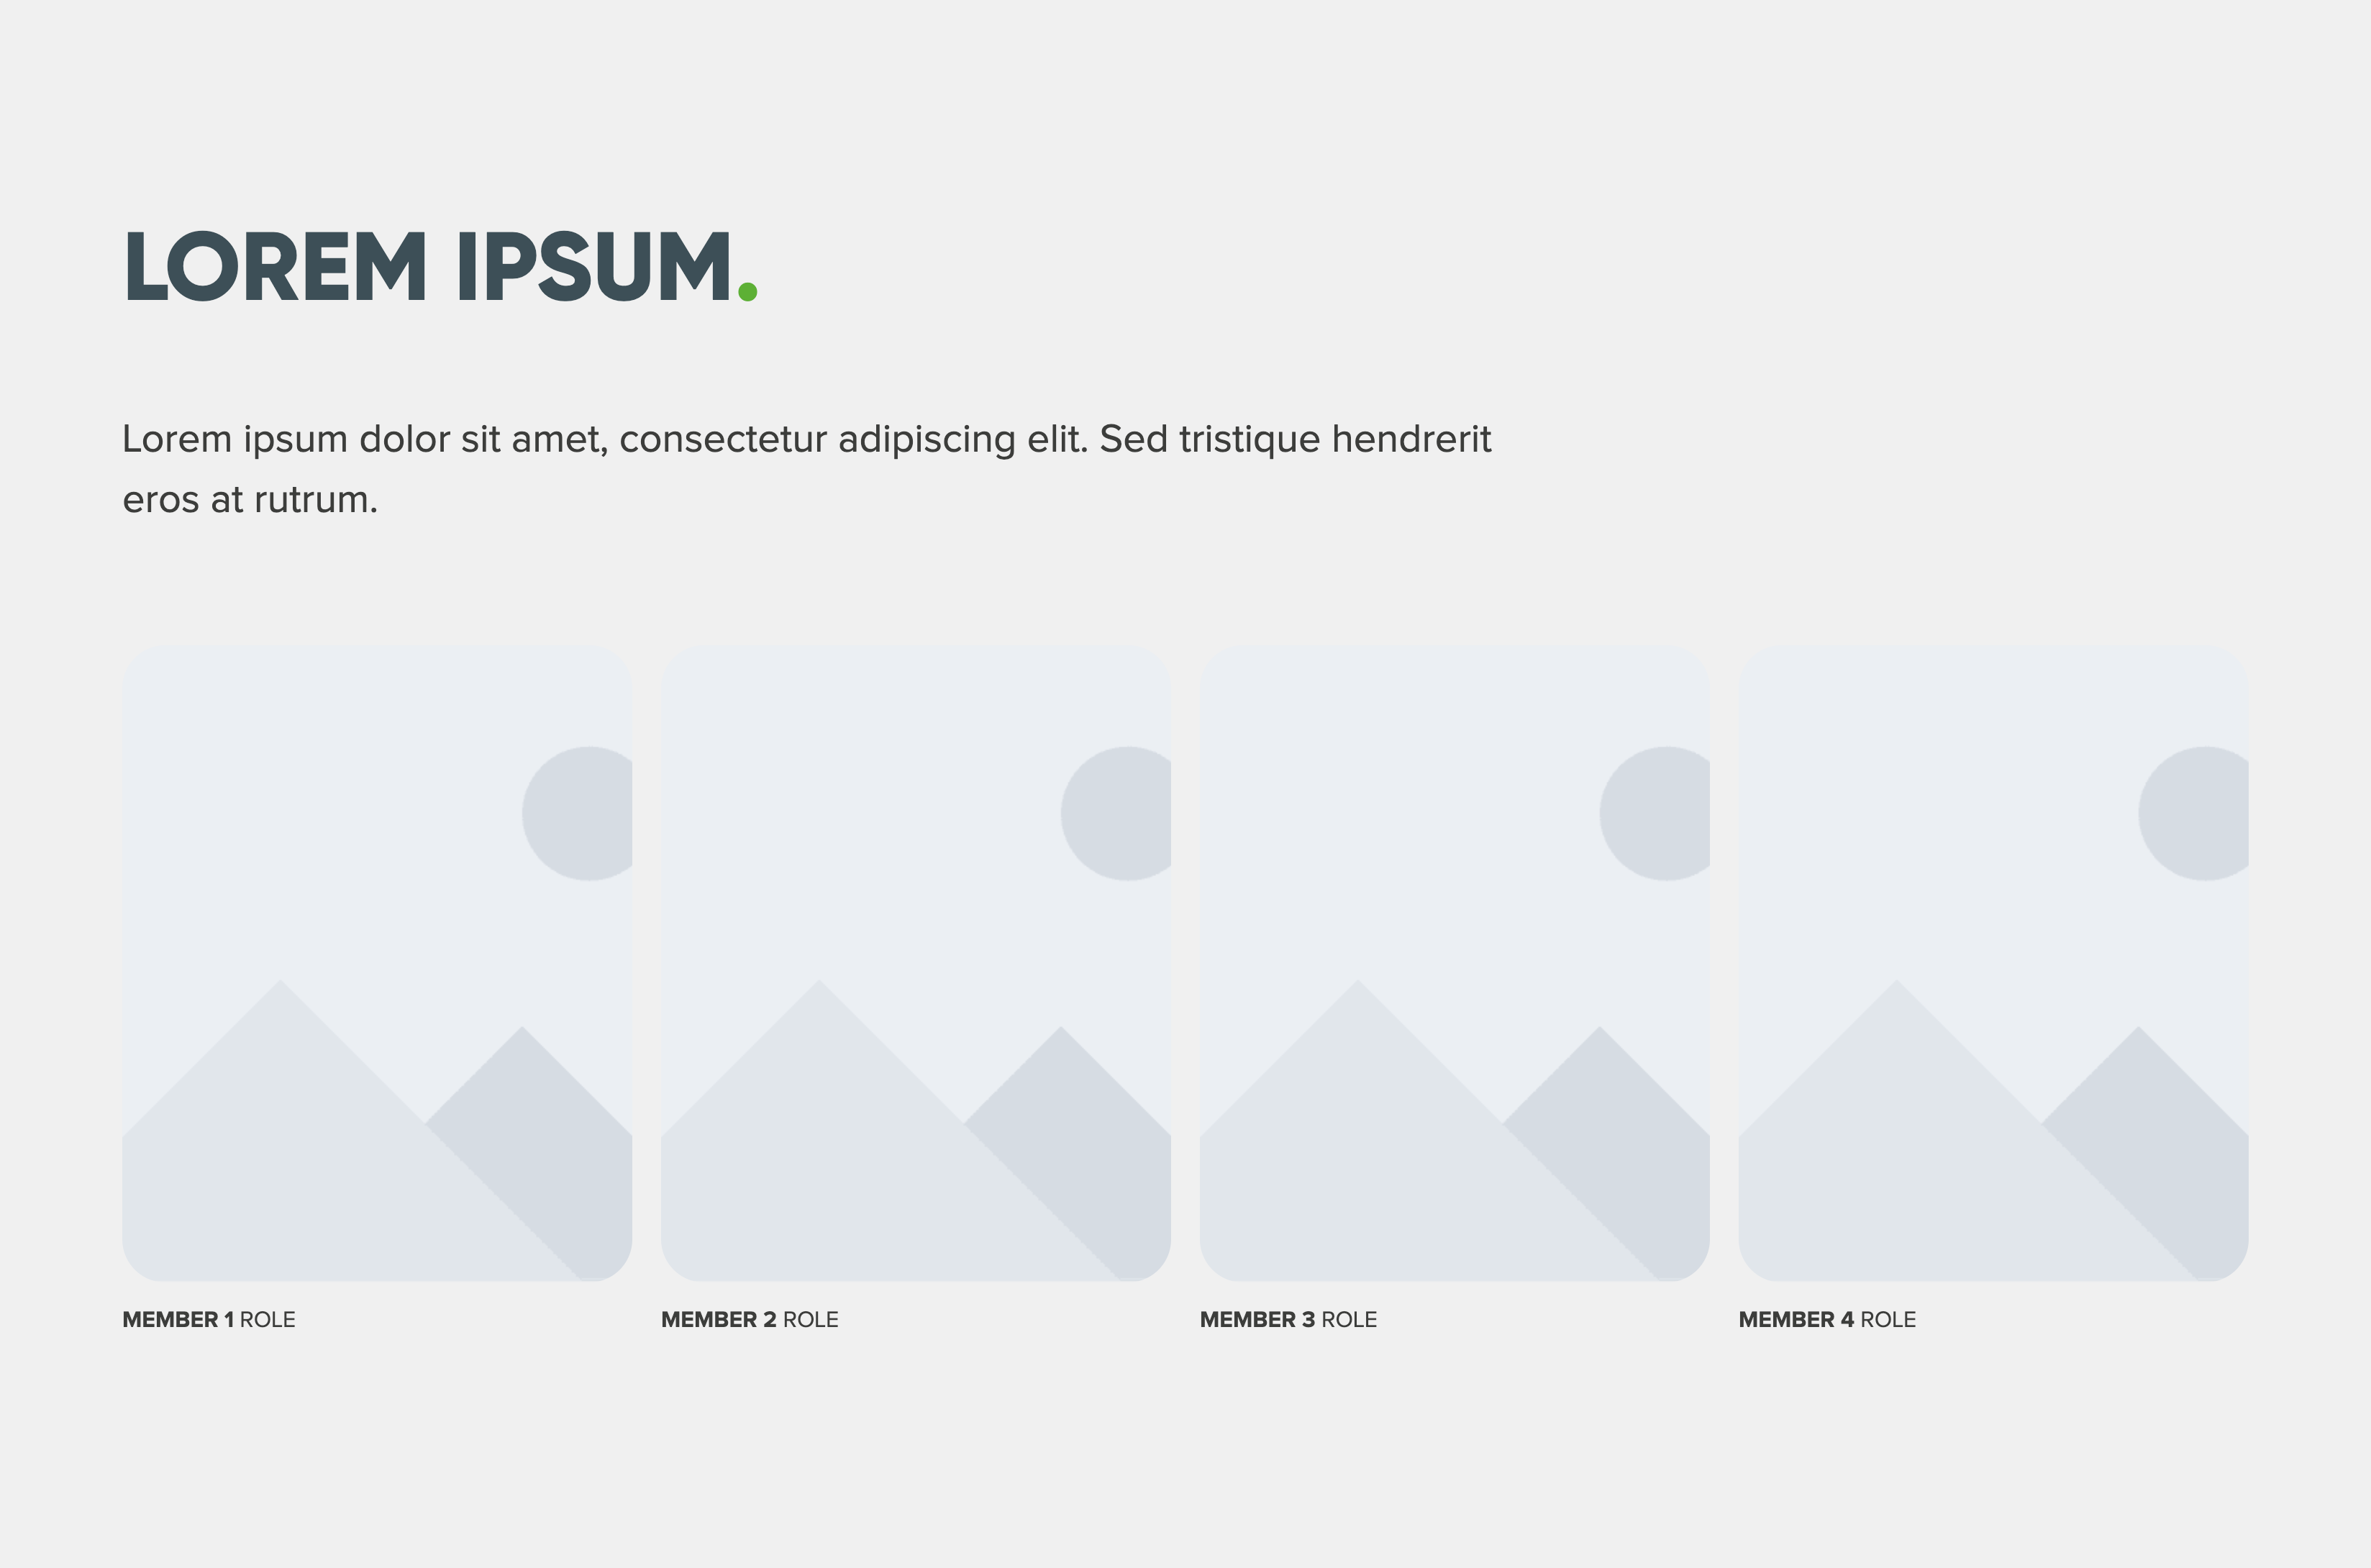 LOREM IPSUM.
Lorem ipsum dolor sit amet, consectetur adipiscing elit. Sed tristique hendrerit
eros at rutrum.
MEMBER 1 ROLE
MEMBER 2 ROLE
MEMBER 3 ROLE
MEMBER 4 ROLE